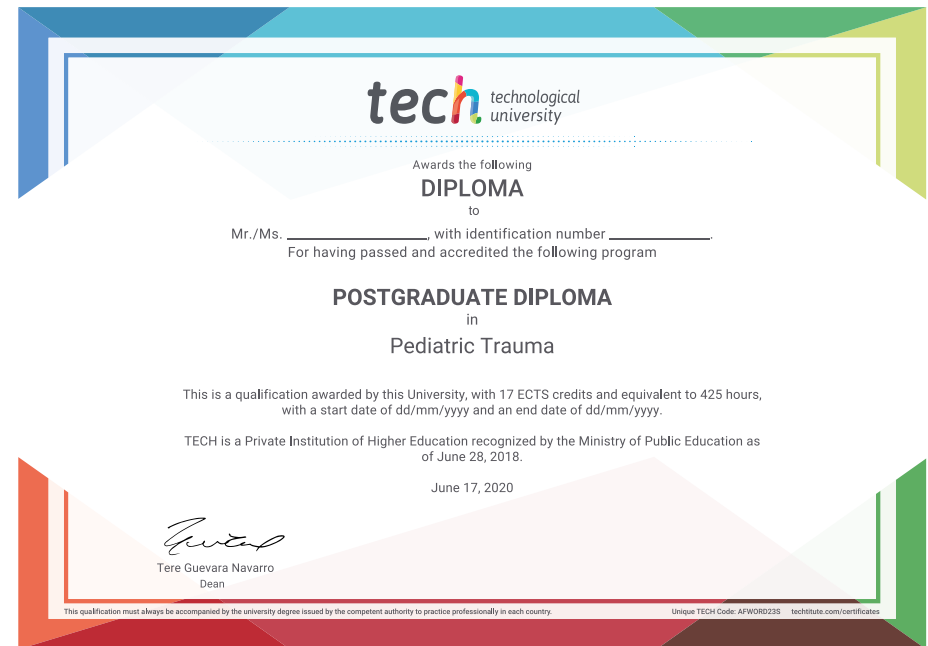 tech technological
university
Awards the following
DIPLOMA
to
Mr./Ms. ____________________, with identification number ______________.
For having passed and accredited the following program
POSTGRADUATE DIPLOMA
in
Pediatric Trauma
This is a qualification awarded by this University, with 17 ECTS credits and equivalent to 425 hours,
with a start date of dd/mm/yyyy and an end date of dd/mm/yyyy.
TECH is a Private Institution of Higher Education recognized by the Ministry of Public Education as
of June 28, 2018.
June 17, 2020
Tere Guevara Navarro
Dean
This qualification must always be accompanied by the university degree issued by the competent authority to practice professionally in each country.
Unique TECH Code: AFWORD23S techtitute.com/certificates